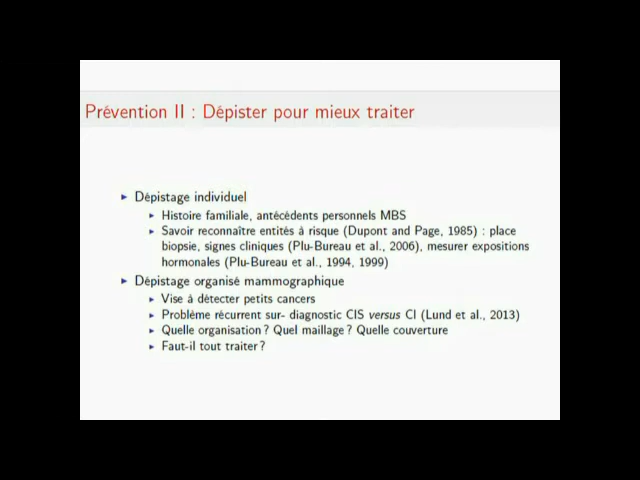 Prévention II : Dépister pour mieux traiter
Dépistage individuel
Histoire familiale, antécédents personnels MBS
Savoir reconnaître entités à risque (Dupont and Page, 1985) : place
biopsie, signes cliniques (Plu-Bureau et al., 2006), mesurer expositions
hormonales (Plu-Bureau et al., 1994, 1999)
Dépistage organisé mammographique
Vise à détecter petits cancers
Problème récurrent sur- diagnostic CIS versus CI (Lund et al., 2013)
Quelle organisation ? Quel maillage ? Quelle couverture
Faut-il tout traiter ?